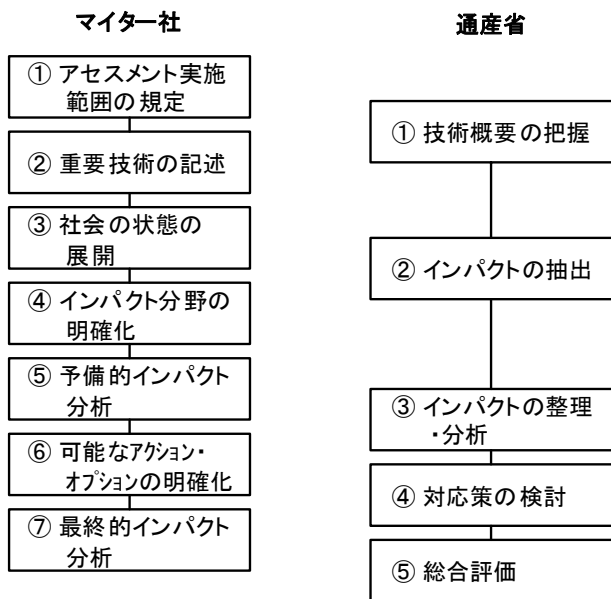 マイター社
① アセスメント実施
範囲の規定
② 重要技術の記述
③ 社会の状態の
展開
④ インパクト分野の
明確化
⑤ 予備的インパクト
分析
⑥ 可能なアクション・
オプションの明確化
⑦ 最終的インパクト
分析
通産省
① 技術概要の把握
② インパクトの抽出
③ インパクトの整理
・分析
④ 対応策の検討
⑤ 総合評価